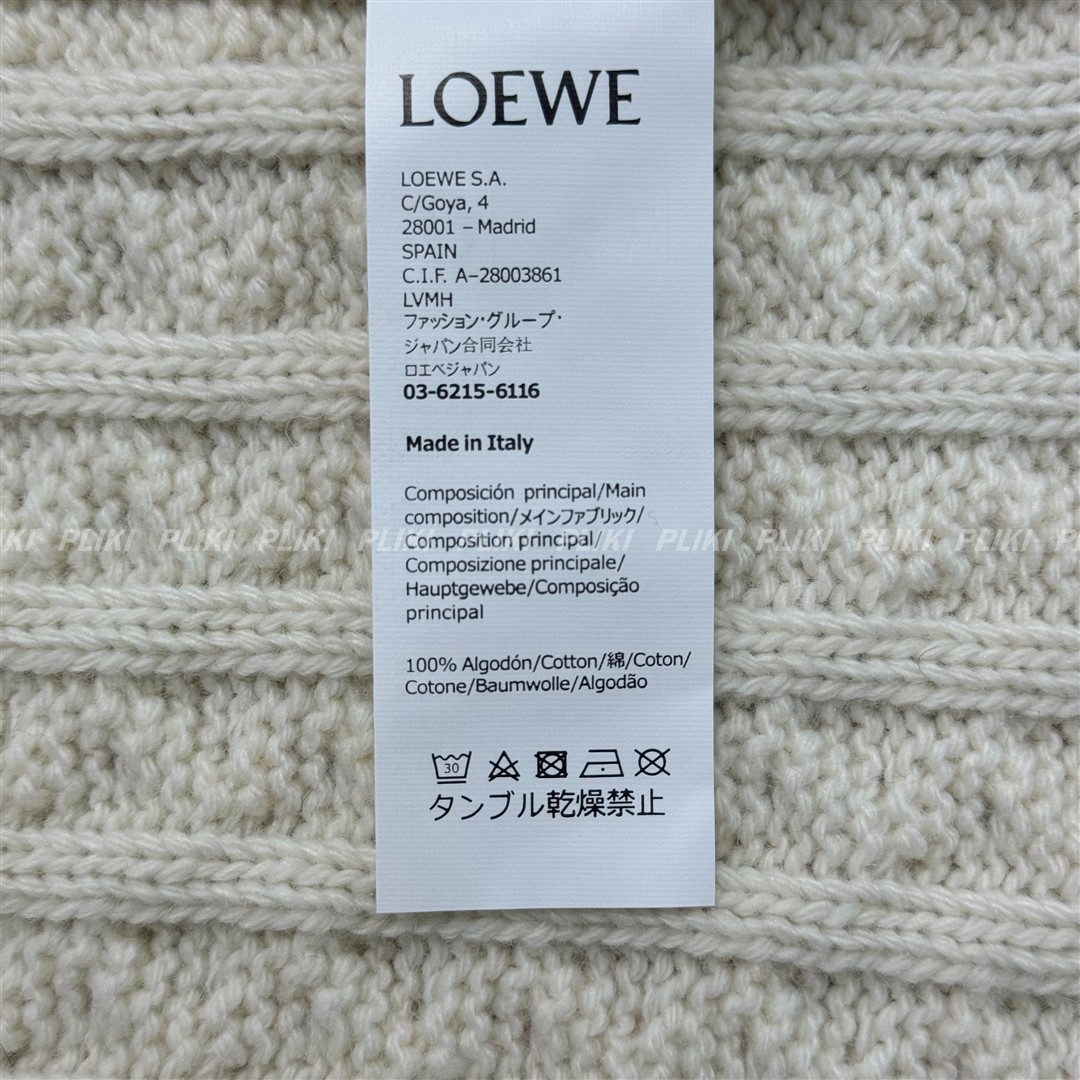 LOEWE
LOEWE S.A.
C/Goya, 4
28001 – Madrid
SPAIN
C.I.F. A–28003861
LVMH
ファッション・グループ・
ジャパン合同会社
ロエベジャパン
03-6215-6116
Made in Italy
Composición principal/Main
composition/メインファブリック/
PLIKI PLIKI PLIKI PLIKI PLIKI PLIKI PLIKI PLIKI PLIKI PLIKI
Composition principal/
Composizione principale/
Hauptgewebe/Composição
principal
100% Algodón/Cotton/綿/Coton/
Cotone/Baumwolle/Algodão
30
タンブル乾燥禁止